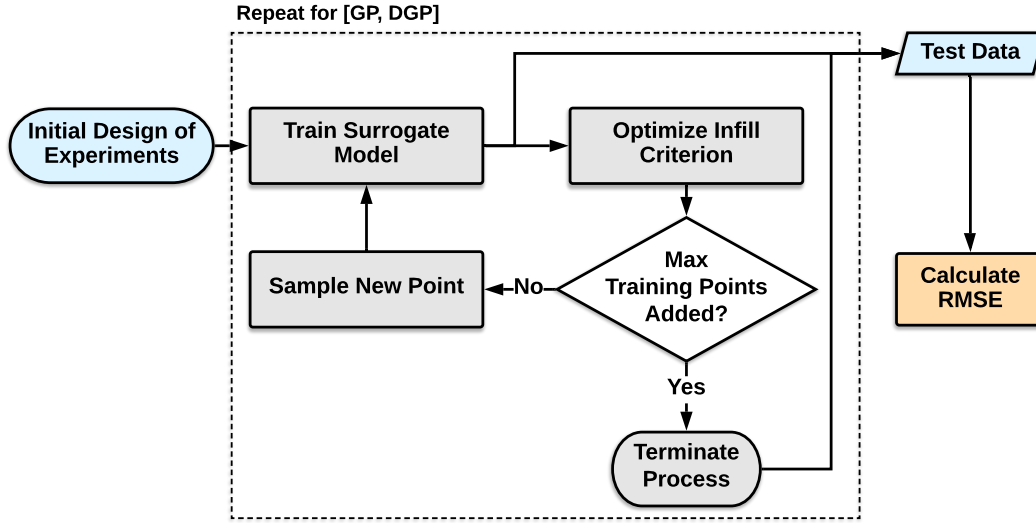 Repeat for [GP, DGP]
Initial Design of
Experiments
Train Surrogate
Model
Optimize Infill
Criterion
Test Data
Sample New Point
No
Max
Training Points
Added?
Calculate
RMSE
Yes
Terminate
Process